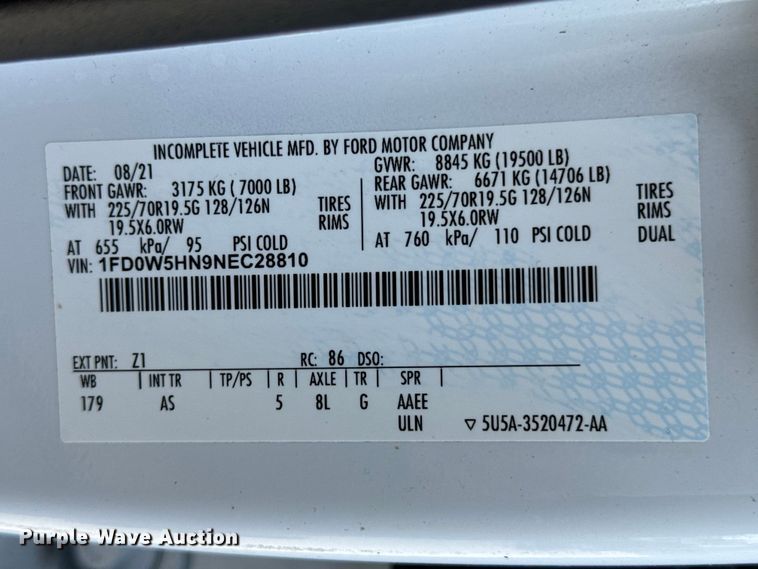 INCOMPLETE VEHICLE MFD. BY FORD MOTOR COMPANY
DATE: 08/21 GVWR: 8845 KG (19500 LB)
FRONT GAWR: 3175 KG ( 7000 LB) REAR GAWR: 6671 KG (14706 LB)
WITH 225/70R19.5G 128/126N TIRES WITH 225/70R19.5G 128/126N TIRES
19.5X6.0RW RIMS 19.5X6.0RW RIMS
AT 655 kPa/ 95 PSI COLD AT 760 kPa/ 110 PSI COLD DUAL
VIN: 1FD0W5HN9NEC28810
EXT PNT: Z1 RC: 86 DSO:
WB INT TR TP/PS R AXLE TR SPR
179 AS 5 8L G AAEE
ULN ▽ 5U5A-3520472-AA
Purple Wave Auction
www.purplewave.com